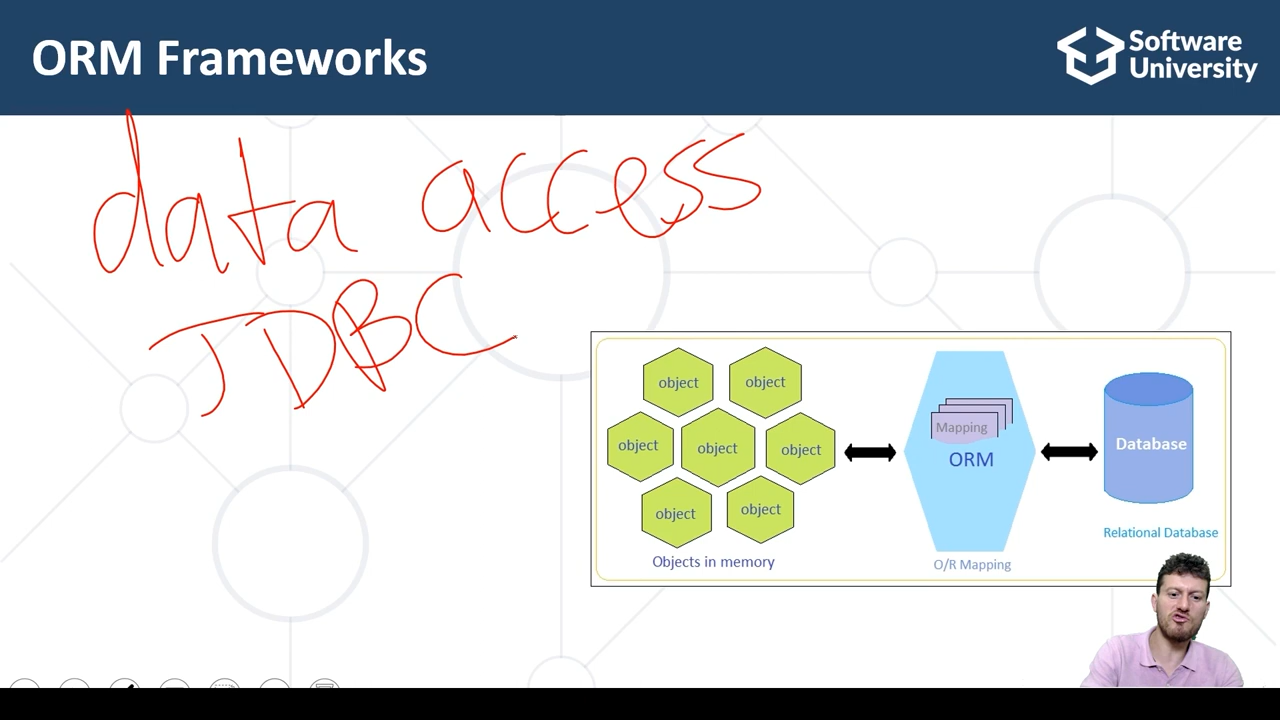 ORM Frameworks
Software
University
data access
JDBC
object
object
object
object
object
object
object
Objects in memory
Mapping
ORM
O/R Mapping
Database
Relational Database